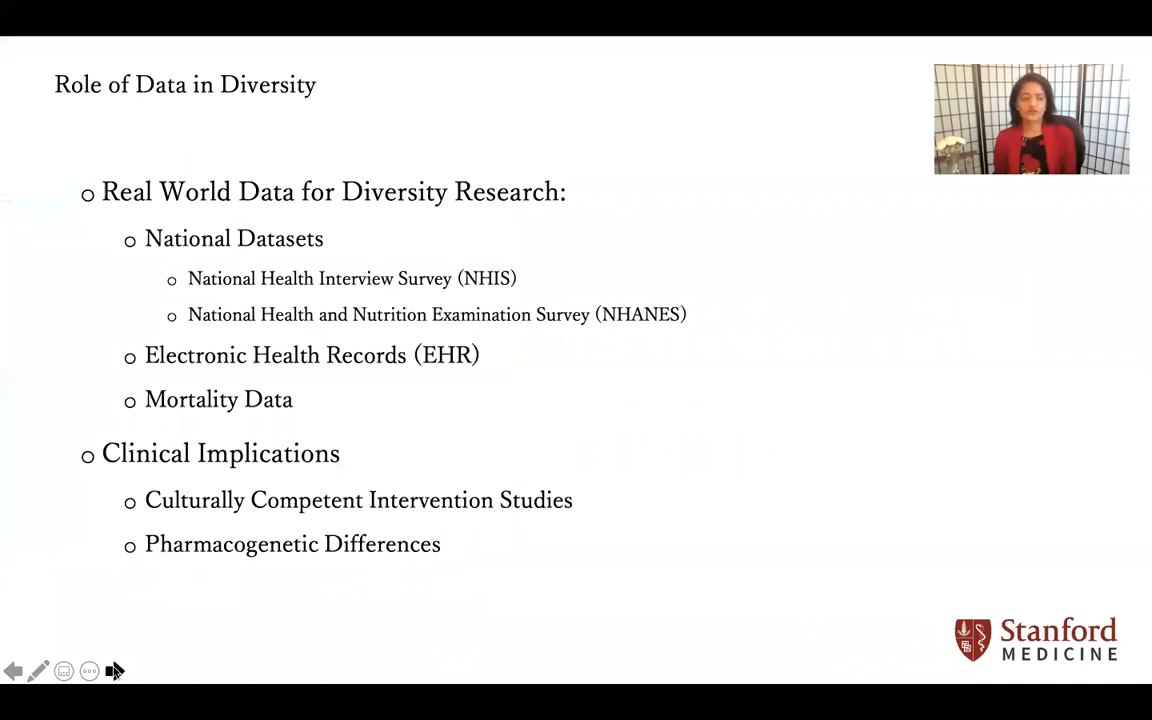 Role of Data in Diversity
Real World Data for Diversity Research:
National Datasets
National Health Interview Survey (NHIS)
National Health and Nutrition Examination Survey (NHANES)
Electronic Health Records (EHR)
Mortality Data
Clinical Implications
Culturally Competent Intervention Studies
Pharmacogenetic Differences
Stanford
MEDICINE